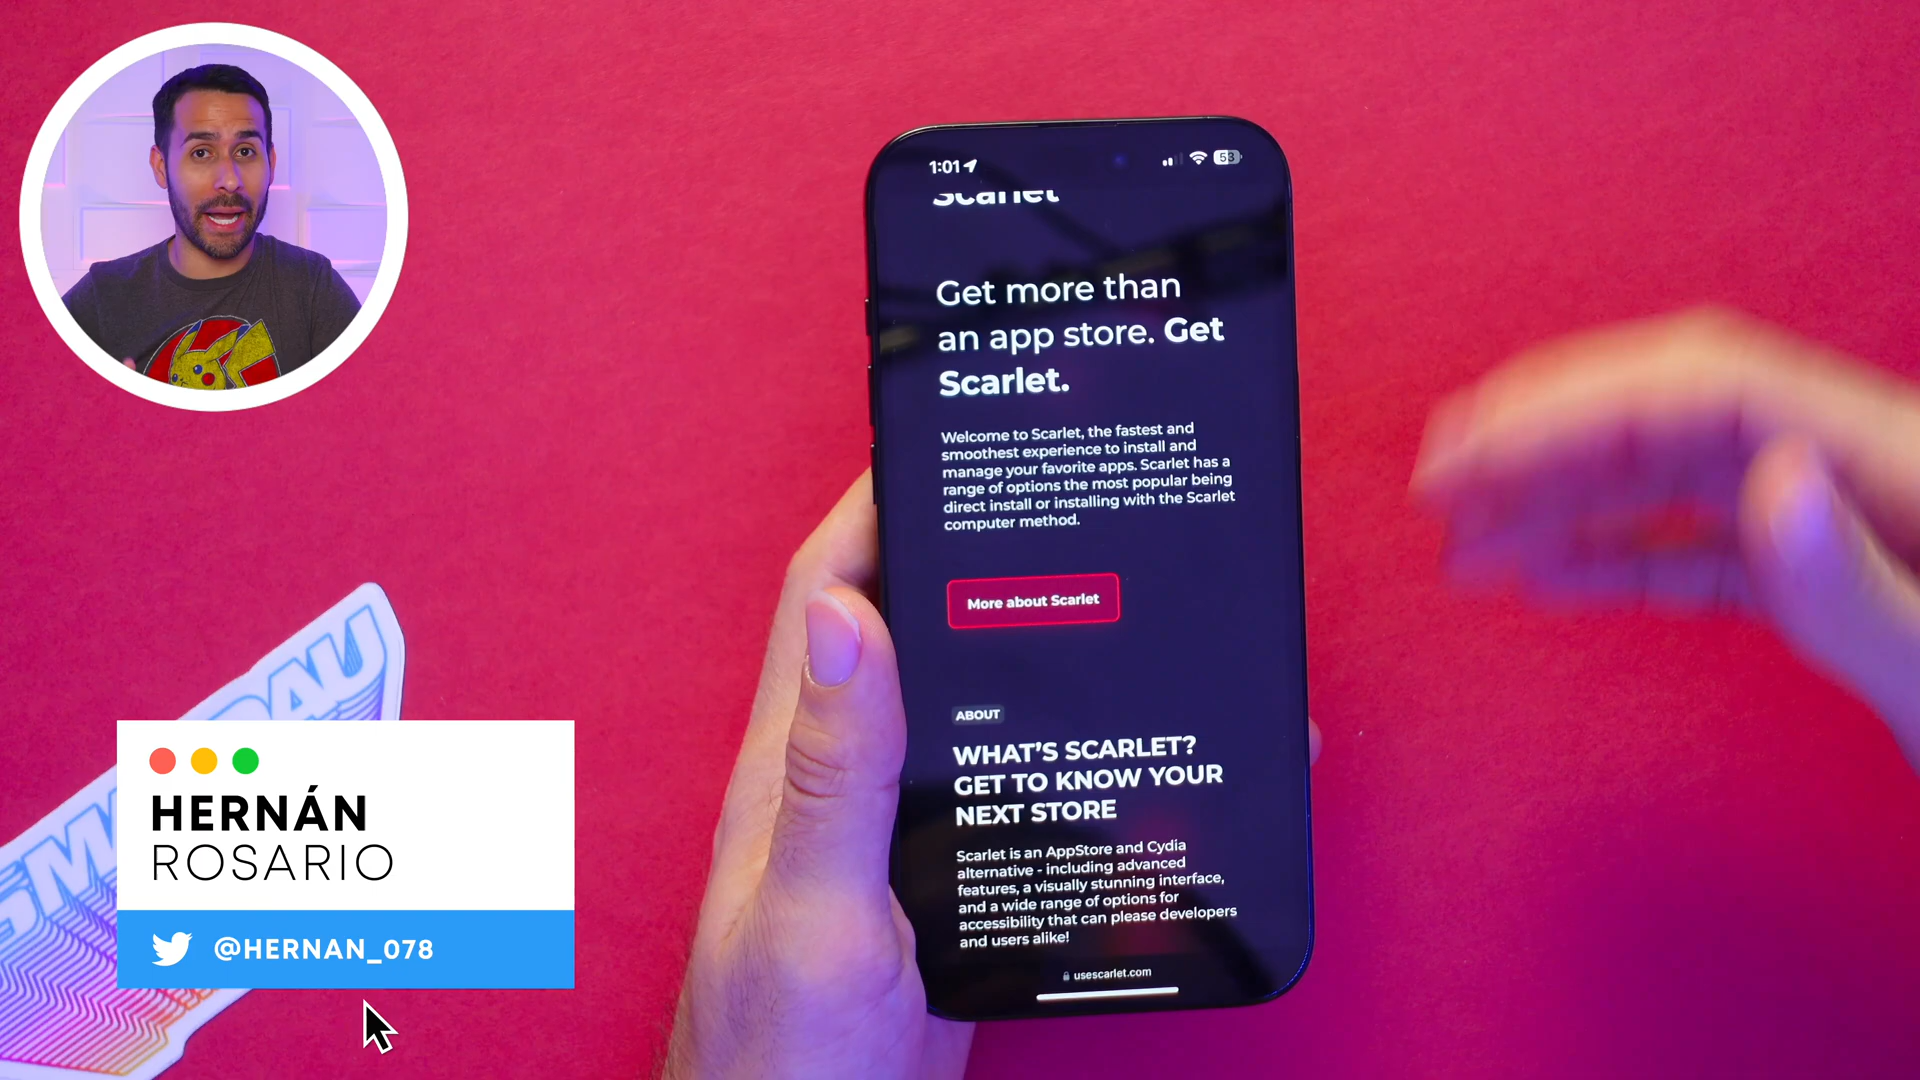 1:01
53
Scarlet
Get more than
an app store. Get
Scarlet.
Welcome to Scarlet, the fastest and
smoothest experience to install and
manage your favorite apps. Scarlet has a
range of options the most popular being
direct install or installing with the Scarlet
computer method.
More about Scarlet
ABOUT
WHAT'S SCARLET?
GET TO KNOW YOUR
NEXT STORE
Scarlet is an AppStore and Cydia
alternative - including advanced
features, a visually stunning interface,
and a wide range of options for
accessibility that can please developers
and users alike!
usescarlet.com
HERNÁN
ROSARIO
@HERNAN_078